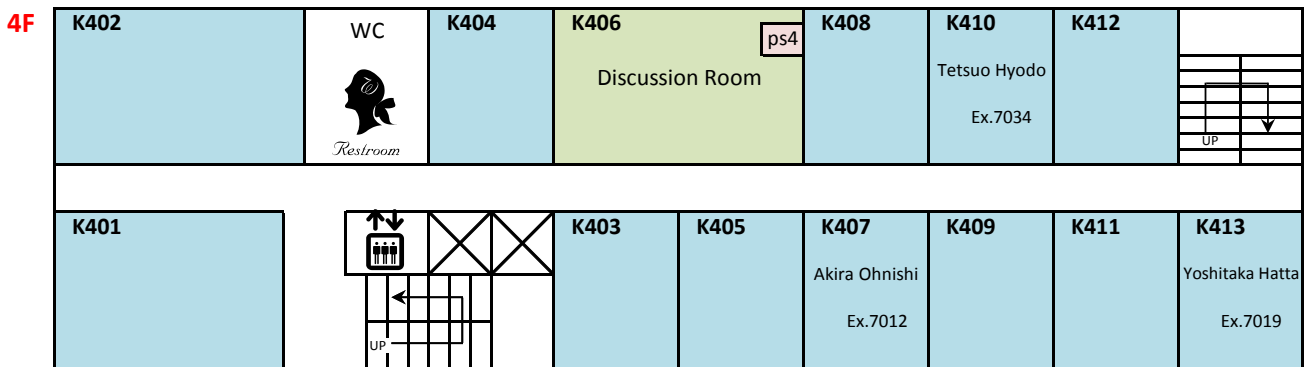 4F
K402
WC
Restroom
K404
K406
ps4
Discussion Room
K408
K410
Tetsuo Hyodo
Ex.7034
K412
UP
K401
UP
K403
K405
K407
Akira Ohnishi
Ex.7012
K409
K411
K413
Yoshitaka Hatta
Ex.7019